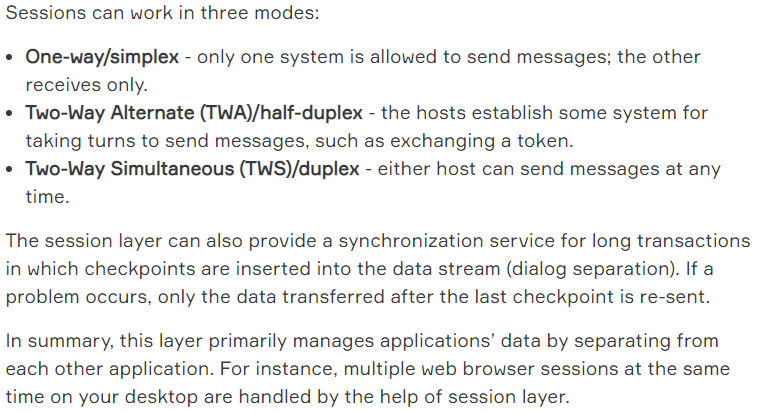 Sessions can work in three modes:
• One-way/simplex - only one system is allowed to send messages; the other
receives only.
• Two-Way Alternate (TWA)/half-duplex - the hosts establish some system for
taking turns to send messages, such as exchanging a token.
• Two-Way Simultaneous (TWS)/duplex - either host can send messages at any
time.
The session layer can also provide a synchronization service for long transactions
in which checkpoints are inserted into the data stream (dialog separation). If a
problem occurs, only the data transferred after the last checkpoint is re-sent.
In summary, this layer primarily manages applications’ data by separating from
each other application. For instance, multiple web browser sessions at the same
time on your desktop are handled by the help of session layer.